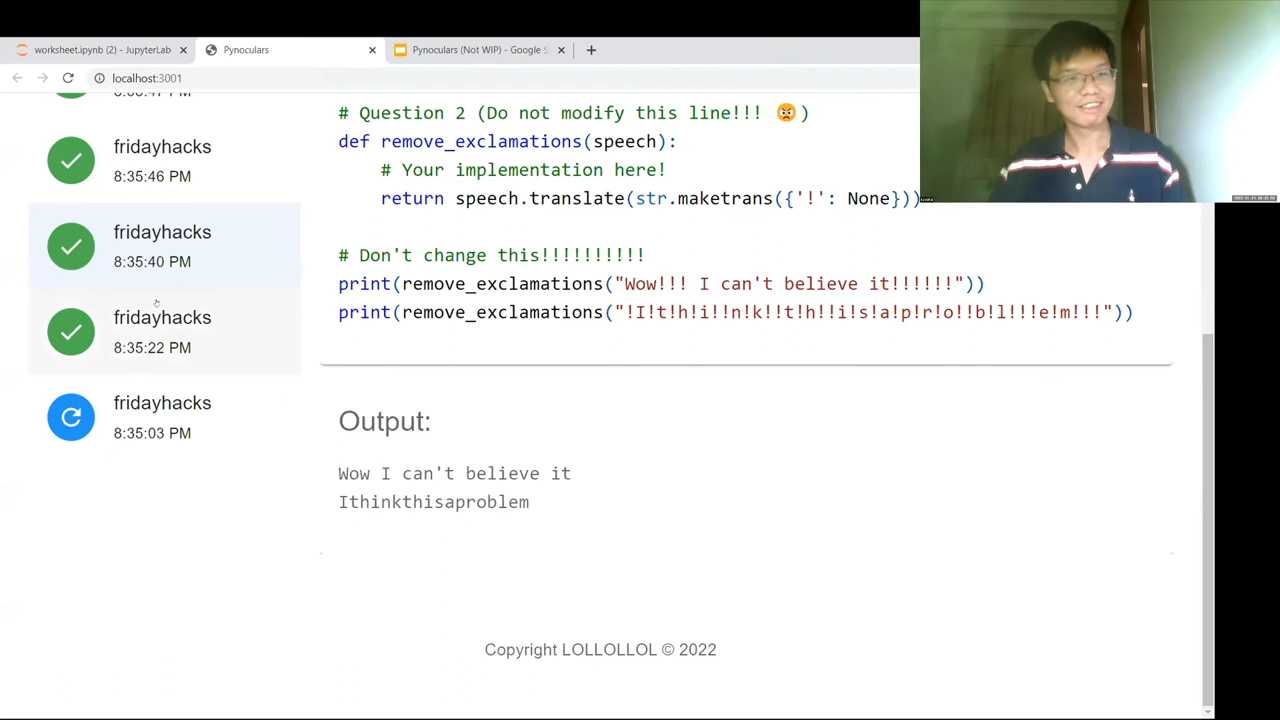 worksheet.ipynb (2) - JupyterLab
Pynoculars
Pynoculars (Not WIP) - Google S
localhost:3001
fridayhacks
8:35:46 PM
fridayhacks
8:35:40 PM
fridayhacks
8:35:22 PM
fridayhacks
8:35:03 PM
# Question 2 (Do not modify this line!!! 😡)
def remove_exclamations(speech):
# Your implementation here!
return speech.translate(str.maketrans({'!': None}))
# Don't change this!!!!!!!!!!
print(remove_exclamations("Wow!!! I can't believe it!!!!!!"))
print(remove_exclamations("!I!t!h!i!!n!k!!t!h!!i!s!a!p!r!o!!b!l!!!e!m!!!"))
Output:
Wow I can't believe it
Ithinkthisaproblem
Copyright LOLLOLLOL © 2022